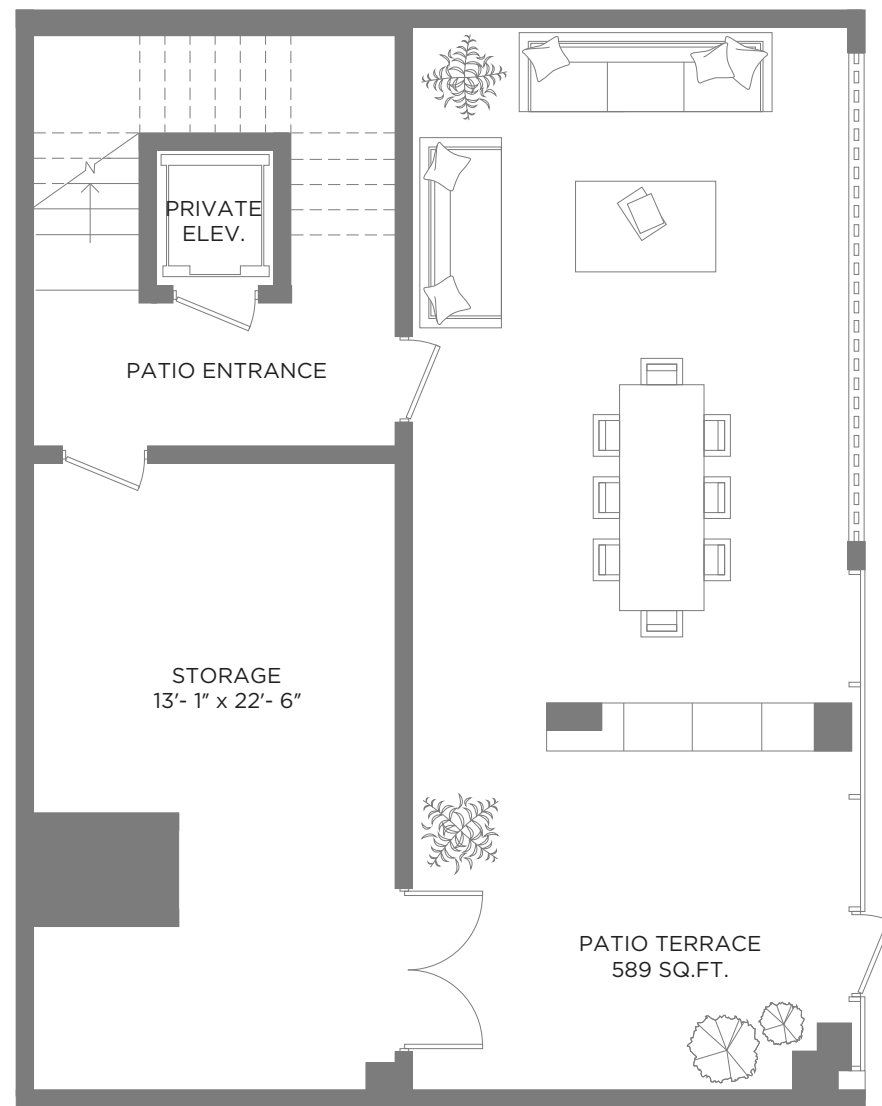 PRIVATE
ELEV.
PATIO ENTRANCE
STORAGE
13'- 1" x 22'- 6"
PATIO TERRACE
589 SQ.FT.